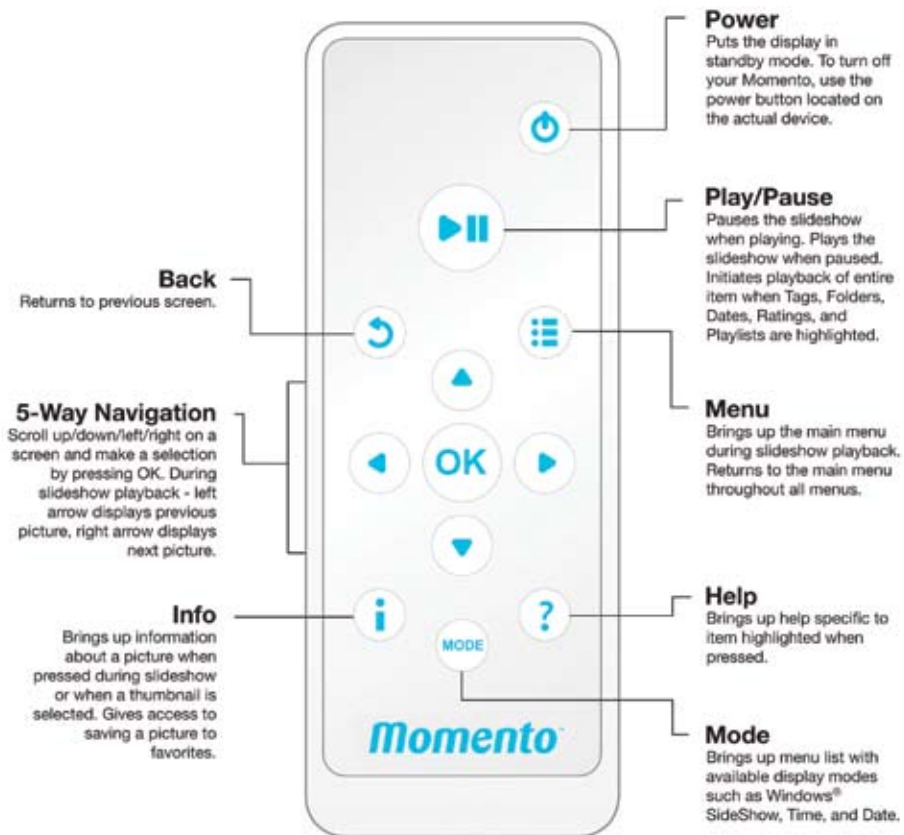 Power
Puts the display in
standby mode. To turn off
your Momento, use the
power button located on
the actual device.
Play/Pause
Pauses the slideshow
when playing. Plays the
slideshow when paused.
Initiates playback of entire
item when Tags, Folders,
Dates, Ratings, and
Playlists are highlighted.
Back
Returns to previous screen.
5-Way Navigation
Scroll up/down/left/right on a
screen and make a selection
by pressing OK. During
slideshow playback - left
arrow displays previous
picture, right arrow displays
next picture.
OK
Menu
Brings up the main menu
during slideshow playback.
Returns to the main menu
throughout all menus.
Info
Brings up information
about a picture when
pressed during slideshow
or when a thumbnail is
selected. Gives access to
saving a picture to
favorites.
i
?
MODE
Momento
Help
Brings up help specific to
item highlighted when
pressed.
Mode
Brings up menu list with
available display modes
such as Windows®
SideShow, Time, and Date.